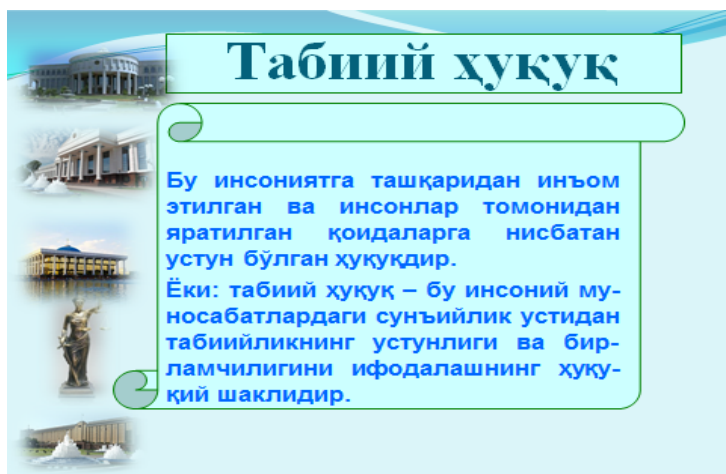 Табиий ҳуқуқ
Бу инсониятга ташқаридан инъом
этилган ва инсонлар томонидан
яратилган қоидаларга нисбатан
устун бўлган ҳуқуқдир.
Ёки: табиий ҳуқуқ – бу инсоний му-
носабатлардаги сунъийлик устидан
табиийликнинг устунлиги ва бир-
ламчилигини ифодалашнинг ҳуқу-
қий шаклидир.